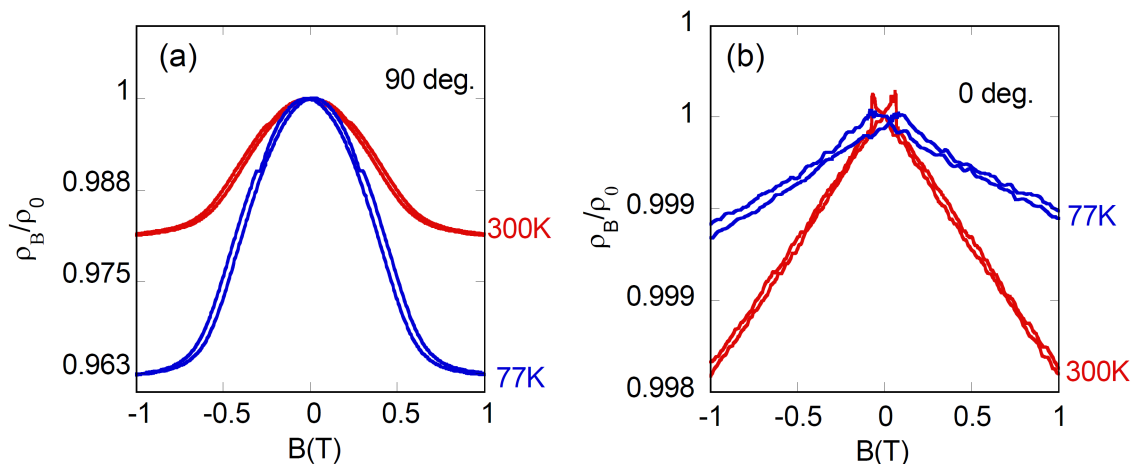 (a)
90 deg.
1
0.988
0.975
0.963
ρB/ρ0
300K
77K
-1 -0.5 0 0.5 1
B(T)
(b)
0 deg.
1
1
0.999
0.999
0.998
ρB/ρ0
77K
300K
-1 -0.5 0 0.5 1
B(T)